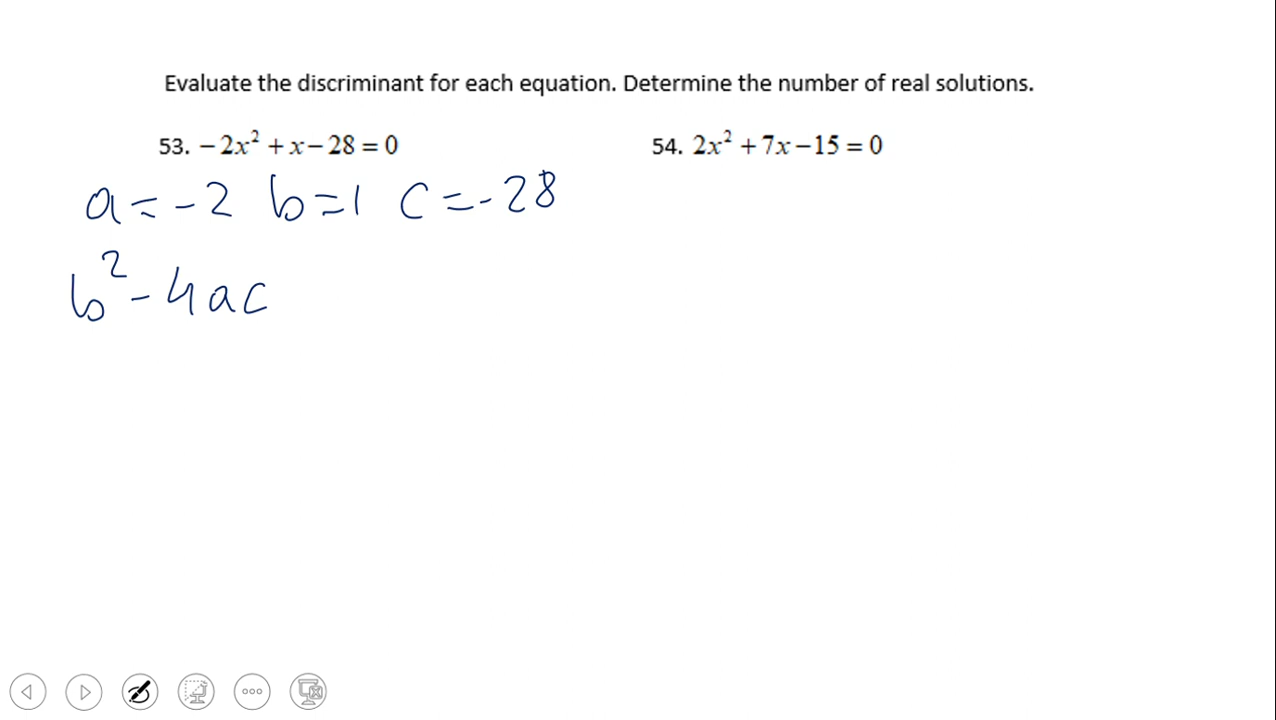 Evaluate the discriminant for each equation. Determine the number of real solutions.
53. −2x² + x − 28 = 0
54. 2x² + 7x − 15 = 0
a = -2 b = 1 c = -28
b² - 4ac